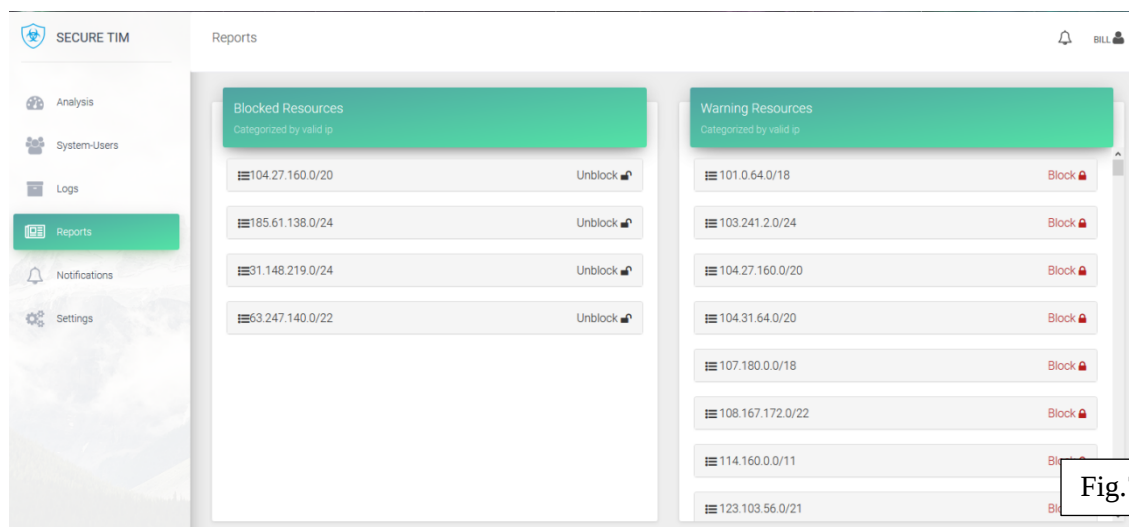 SECURE TIM
Reports
BILL
Analysis
System-Users
Logs
Reports
Notifications
Settings
Blocked Resources
Categorized by valid ip
104.27.160.0/20 Unblock
185.61.138.0/24 Unblock
31.148.219.0/24 Unblock
63.247.140.0/22 Unblock
Warning Resources
Categorized by valid ip
101.0.64.0/18 Block
103.241.2.0/24 Block
104.27.160.0/20 Block
104.31.64.0/20 Block
107.180.0.0/18 Block
108.167.172.0/22 Block
114.160.0.0/11
123.103.56.0/21
Fig.